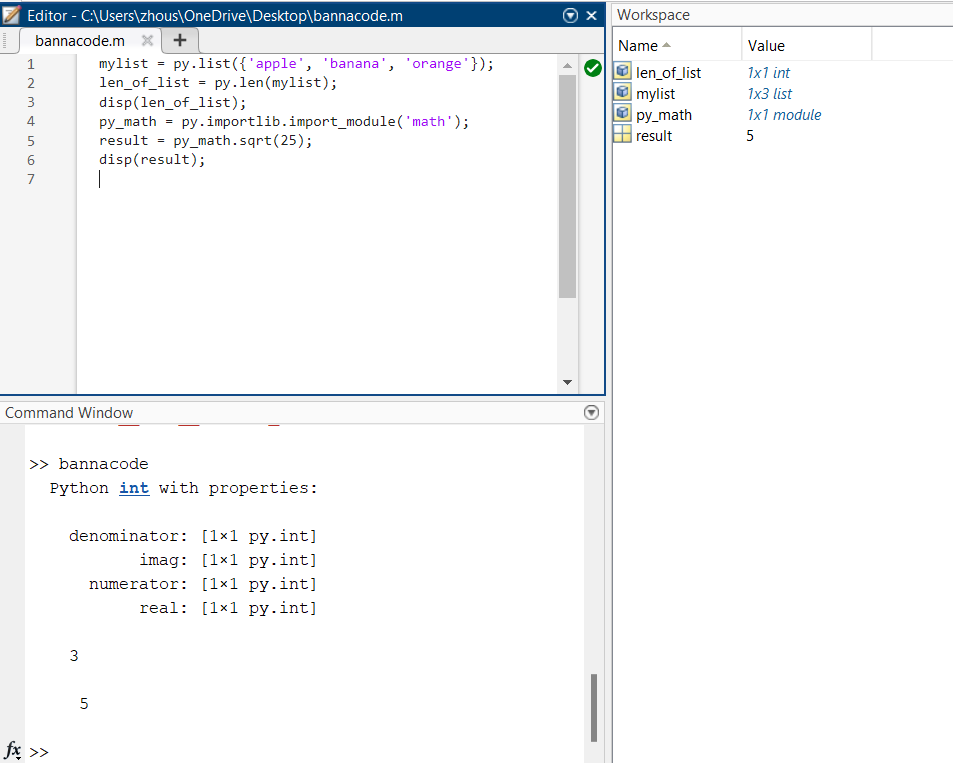 Editor - C:\Users\zhous\OneDrive\Desktop\bannacode.m
bannacode.m
1 mylist = py.list({'apple', 'banana', 'orange'});
2 len_of_list = py.len(mylist);
3 disp(len_of_list);
4 py_math = py.importlib.import_module('math');
5 result = py_math.sqrt(25);
6 disp(result);
7
Command Window
>> bannacode
Python int with properties:
denominator: [1×1 py.int]
imag: [1×1 py.int]
numerator: [1×1 py.int]
real: [1×1 py.int]
3
5
fx >>
Workspace
Name Value
len_of_list 1x1 int
mylist 1x3 list
py_math 1x1 module
result 5